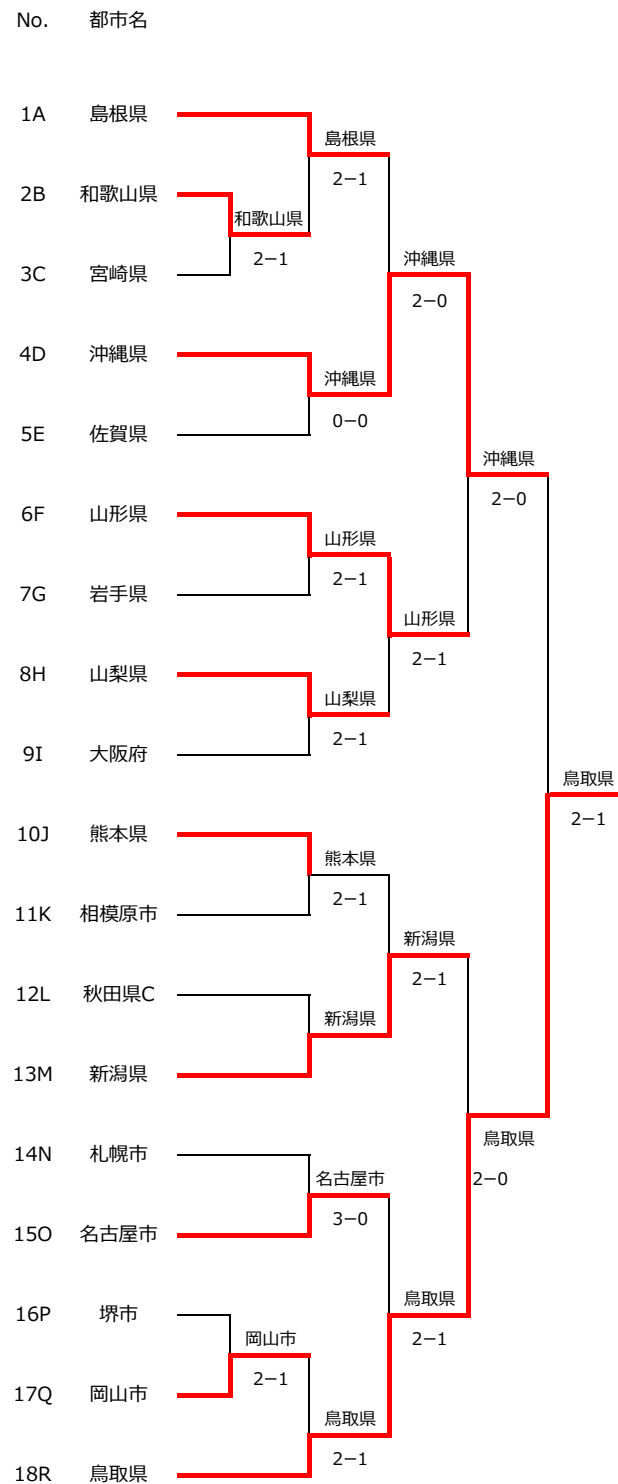 No. 都市名
1A 島根県
島根県
2-1
2B 和歌山県
和歌山県
2-1
3C 宮崎県
沖縄県
2-0
4D 沖縄県
沖縄県
0-0
5E 佐賀県
沖縄県
2-0
6F 山形県
山形県
2-1
7G 岩手県
山形県
2-1
8H 山梨県
山梨県
2-1
9I 大阪府
鳥取県
2-1
10J 熊本県
熊本県
2-1
11K 相模原市
新潟県
2-1
12L 秋田県C
新潟県
13M 新潟県
鳥取県
2-0
14N 札幌市
名古屋市
3-0
15O 名古屋市
鳥取県
2-1
16P 堺市
岡山市
2-1
17Q 岡山市
鳥取県
2-1
18R 鳥取県